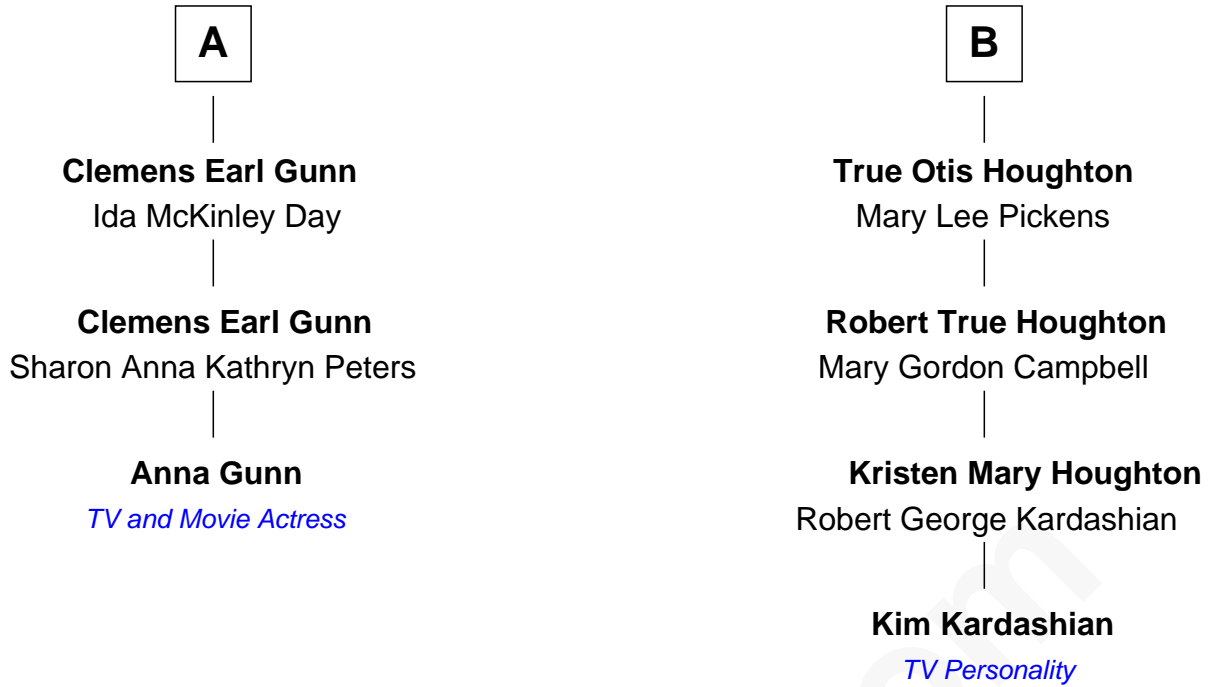 A
Clemens Earl Gunn
Ida McKinley Day
Clemens Earl Gunn
Sharon Anna Kathryn Peters
Anna Gunn
TV and Movie Actress
B
True Otis Houghton
Mary Lee Pickens
Robert True Houghton
Mary Gordon Campbell
Kristen Mary Houghton
Robert George Kardashian
Kim Kardashian
TV Personality